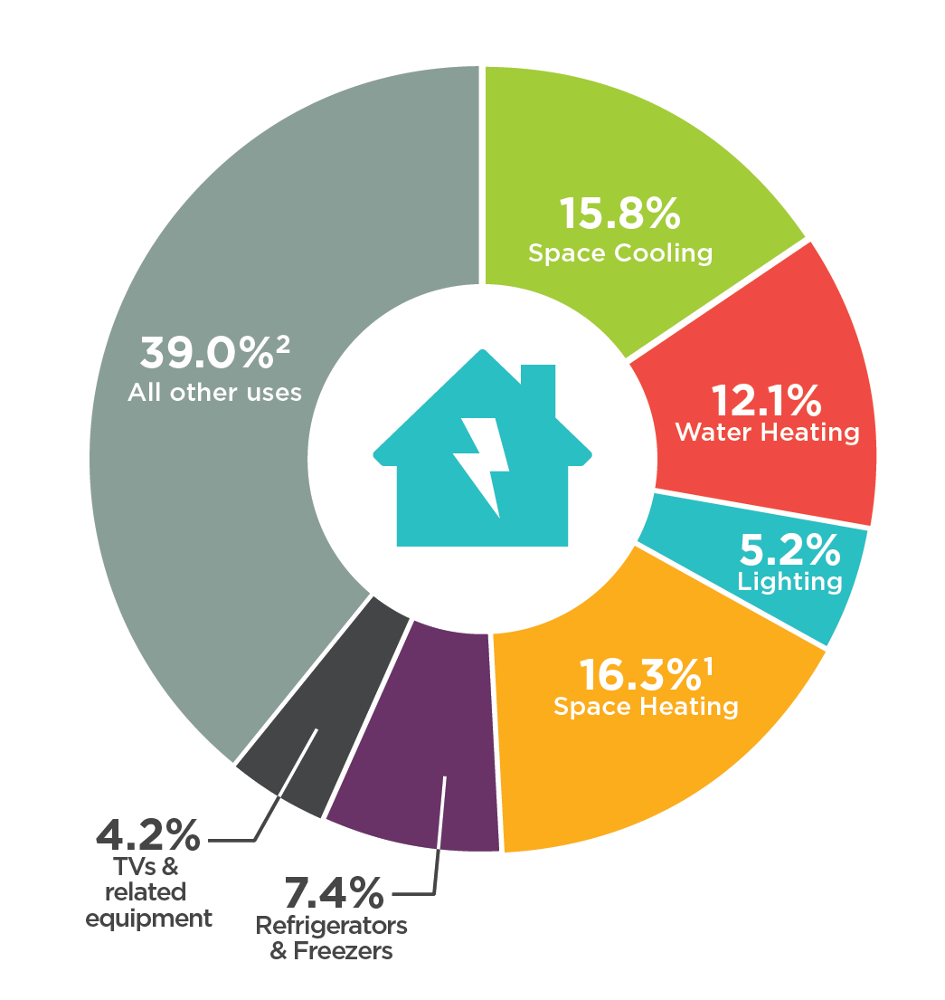 15.8%
Space Cooling
12.1%
Water Heating
5.2%
Lighting
16.3%¹
Space Heating
7.4%
Refrigerators
& Freezers
4.2%
TVs &
related
equipment
39.0%²
All other uses